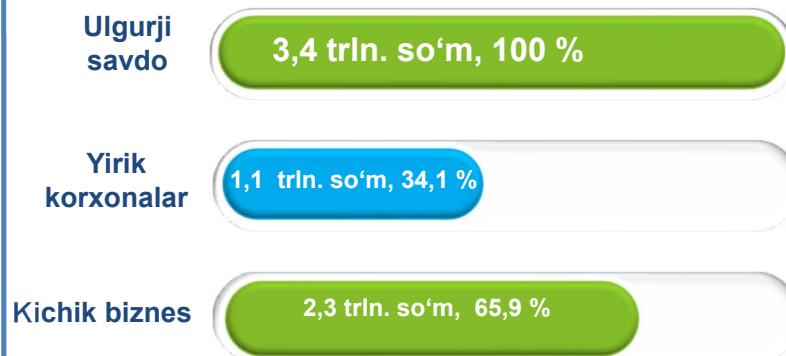 Ulgurji
savdo
3,4 trln. so‘m, 100 %
Yirik
korxonalar
1,1 trln. so‘m, 34,1 %
Kichik biznes
2,3 trln. so‘m, 65,9 %